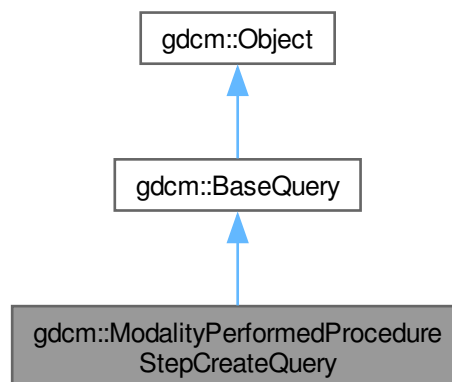 gdcm::Object
gdcm::BaseQuery
gdcm::ModalityPerformedProcedure
StepCreateQuery